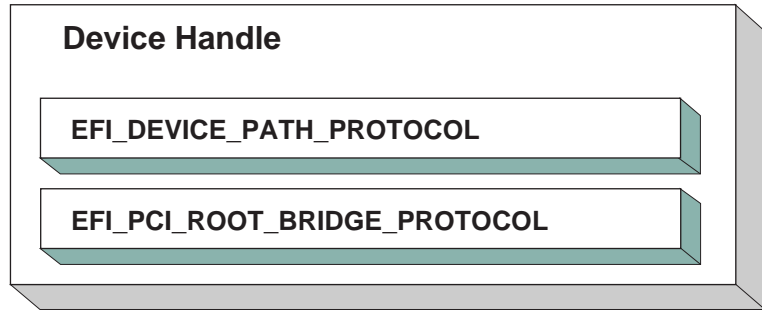 Device Handle
EFI_DEVICE_PATH_PROTOCOL
EFI_PCI_ROOT_BRIDGE_PROTOCOL